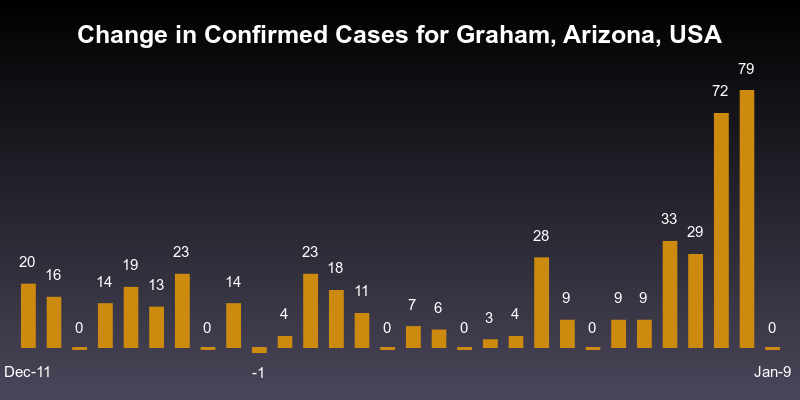 Change in Confirmed Cases for Graham, Arizona, USA
20 16 0 14 19 13 23 0 14 -1 4 23 18 11 0 7 6 0 3 4 28 9 0 9 9 33 29 72 79 0
Dec-11 Jan-9